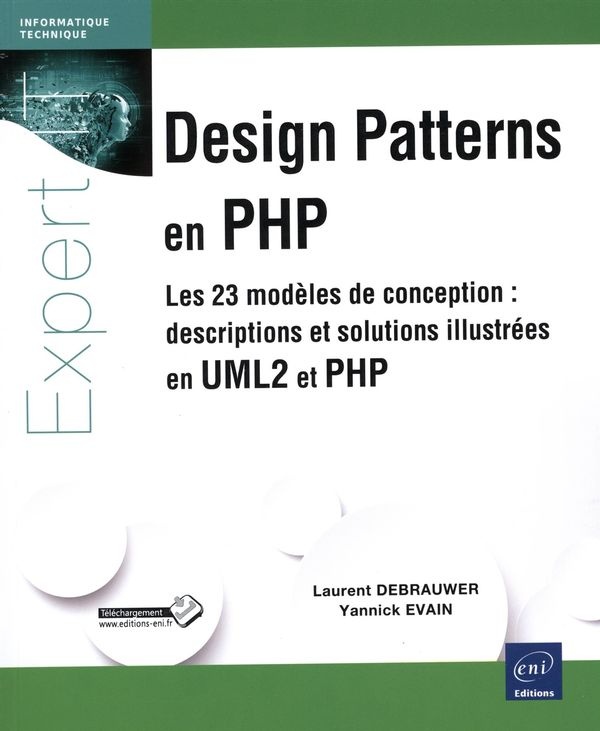 INFORMATIQUE
TECHNIQUE
Expert IT
Design Patterns
en PHP
Les 23 modèles de conception :
descriptions et solutions illustrées
en UML2 et PHP
Laurent DEBRAUWER
Yannick EVAIN
Téléchargement
www.editions-eni.fr
eni
Editions